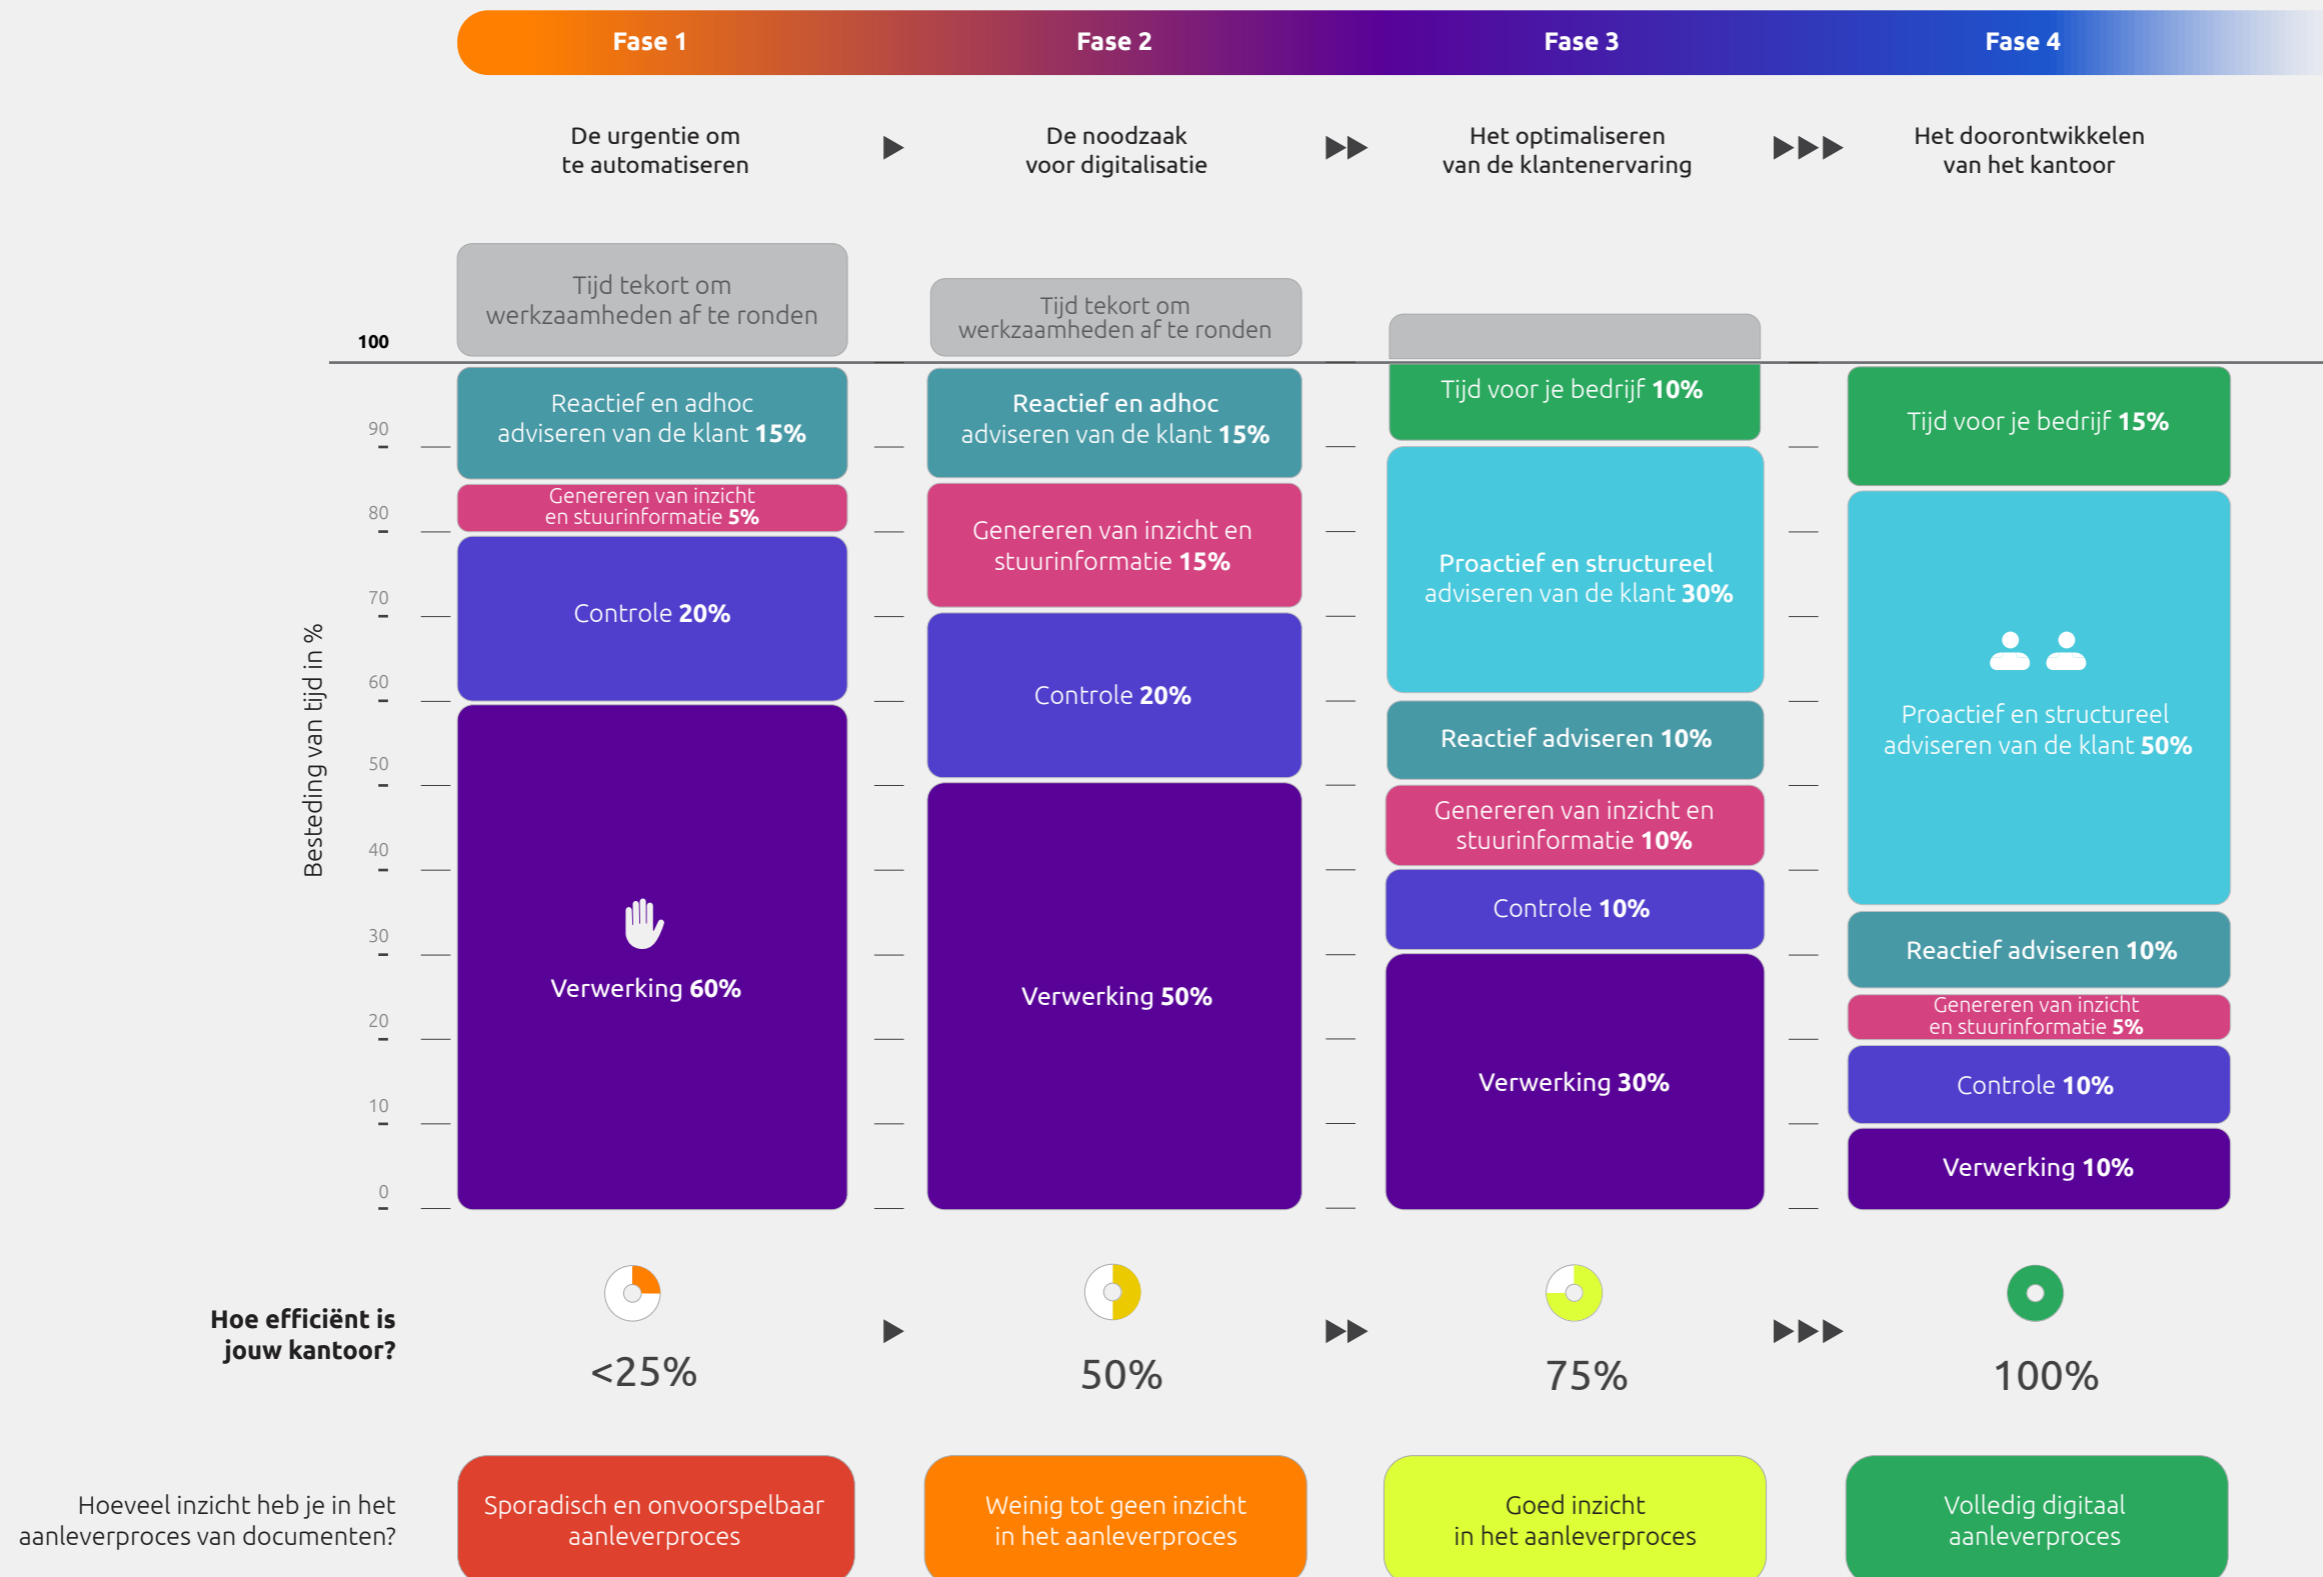 Fase 1
Fase 2
Fase 3
Fase 4
De urgentie om
te automatiseren
De noodzaak
voor digitalisatie
Het optimaliseren
van de klantenervaring
Het doorontwikkelen
van het kantoor
Besteding van tijd in %
100
90
80
70
60
50
40
30
20
10
0
Tijd tekort om
werkzaamheden af te ronden
Reactief en adhoc
adviseren van de klant 15%
Genereren van inzicht
en stuurinformatie 5%
Controle 20%
Verwerking 60%
Tijd tekort om
werkzaamheden af te ronden
Reactief en adhoc
adviseren van de klant 15%
Genereren van inzicht en
stuurinformatie 15%
Controle 20%
Verwerking 50%
Tijd voor je bedrijf 10%
Proactief en structureel
adviseren van de klant 30%
Reactief adviseren 10%
Genereren van inzicht en
stuurinformatie 10%
Controle 10%
Verwerking 30%
Tijd voor je bedrijf 15%
Proactief en structureel
adviseren van de klant 50%
Reactief adviseren 10%
Genereren van inzicht
en stuurinformatie 5%
Controle 10%
Verwerking 10%
Hoe efficiënt is
jouw kantoor?
<25%
50%
75%
100%
Hoeveel inzicht heb je in het
aanleverproces van documenten?
Sporadisch en onvoorspelbaar
aanleverproces
Weinig tot geen inzicht
in het aanleverproces
Goed inzicht
in het aanleverproces
Volledig digitaal
aanleverproces